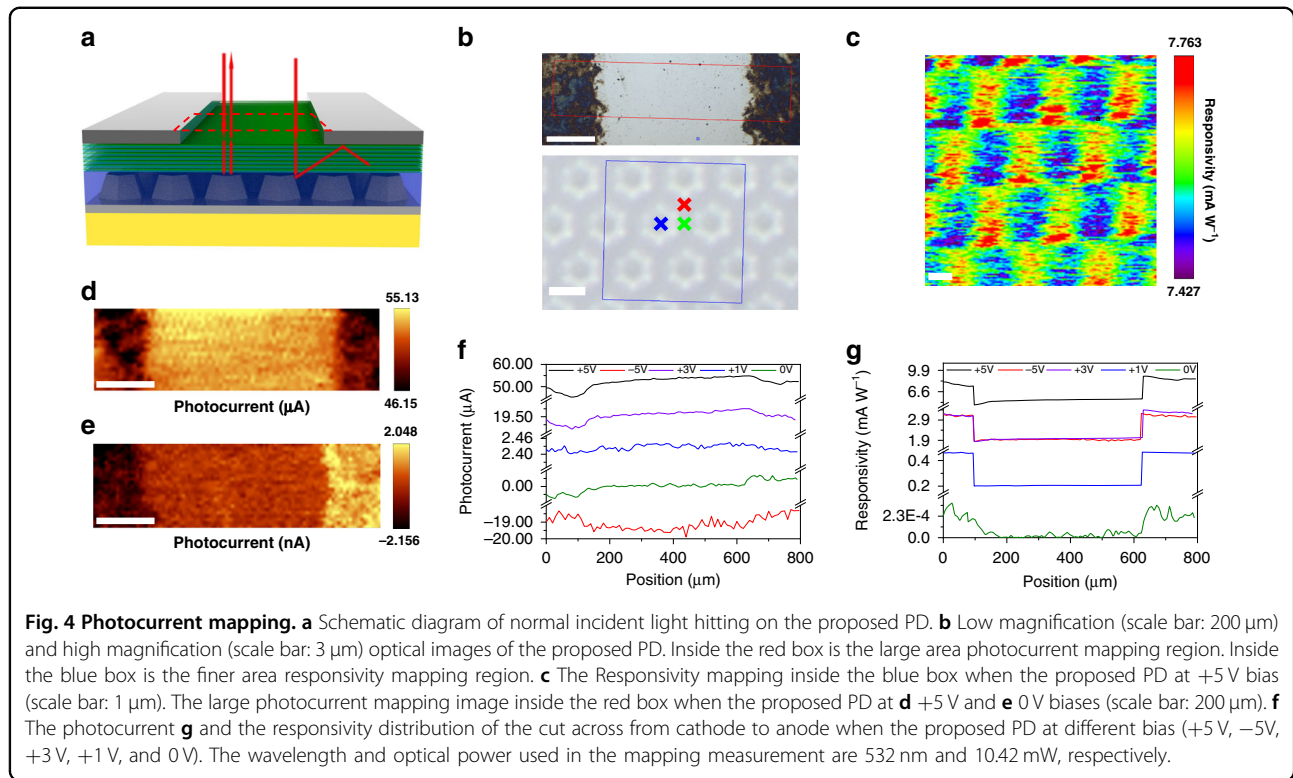 a
b
c
7.763
Responsivity (mA W⁻¹)
7.427
d
55.13
46.15
Photocurrent (μA)
e
2.048
−2.156
Photocurrent (nA)
f
60.00
50.00
19.50
2.46
2.40
0.00
−19.00
−20.00
Photocurrent (μA)
+5V −5V +3V +1V 0V
0 200 400 600 800
Position (μm)
g
9.9
6.6
2.9
1.9
0.4
0.2
2.3E-4
0.0
Responsivity (mA W⁻¹)
+5V −5V +3V +1V 0V
0 200 400 600 800
Position (μm)
Fig. 4 Photocurrent mapping. a Schematic diagram of normal incident light hitting on the proposed PD. b Low magnification (scale bar: 200 μm)
and high magnification (scale bar: 3 μm) optical images of the proposed PD. Inside the red box is the large area photocurrent mapping region. Inside
the blue box is the finer area responsivity mapping region. c The Responsivity mapping inside the blue box when the proposed PD at +5 V bias
(scale bar: 1 μm). The large photocurrent mapping image inside the red box when the proposed PD at d +5 V and e 0 V biases (scale bar: 200 μm). f
The photocurrent g and the responsivity distribution of the cut across from cathode to anode when the proposed PD at different bias (+5 V, −5V,
+3 V, +1 V, and 0 V). The wavelength and optical power used in the mapping measurement are 532 nm and 10.42 mW, respectively.